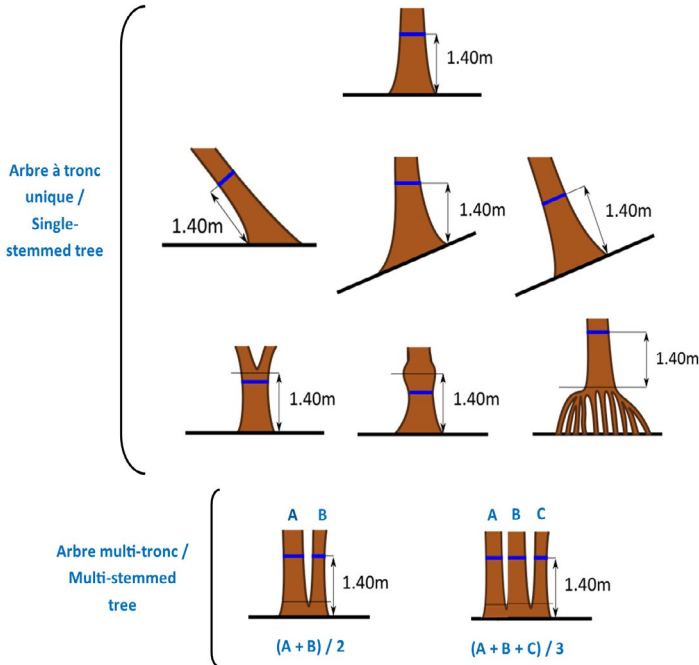 1.40m
Arbre à tronc
unique /
Single-
stemmed tree
1.40m
1.40m
1.40m
1.40m
1.40m
1.40m
A B
A B C
Arbre multi-tronc /
Multi-stemmed
tree
1.40m
1.40m
(A + B) / 2
(A + B + C) / 3